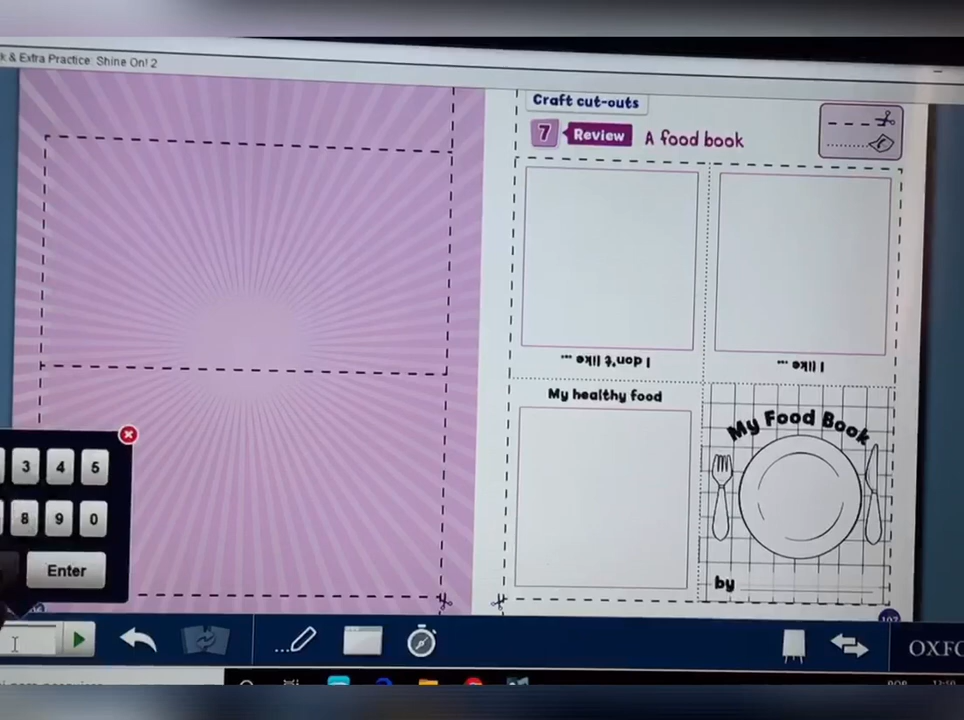 k & Extra Practice: Shine On! 2
Craft cut-outs
7 Review A food book
I don't like ...
I like ...
My healthy food
My Food Book
by
3 4 5
8 9 0
Enter
107
OXFO